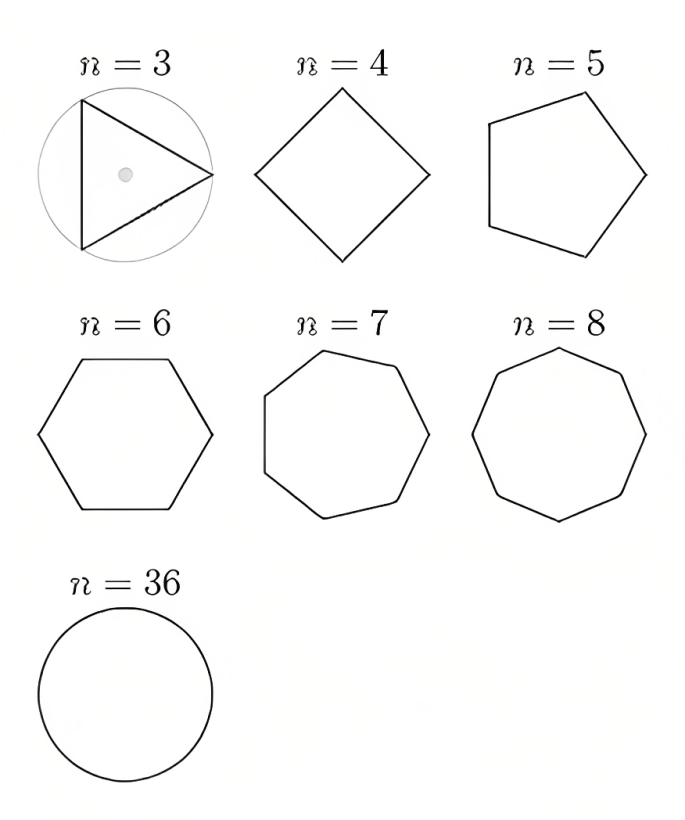 n = 3
n = 4
n = 5
n = 6
n = 7
n = 8
n = 36